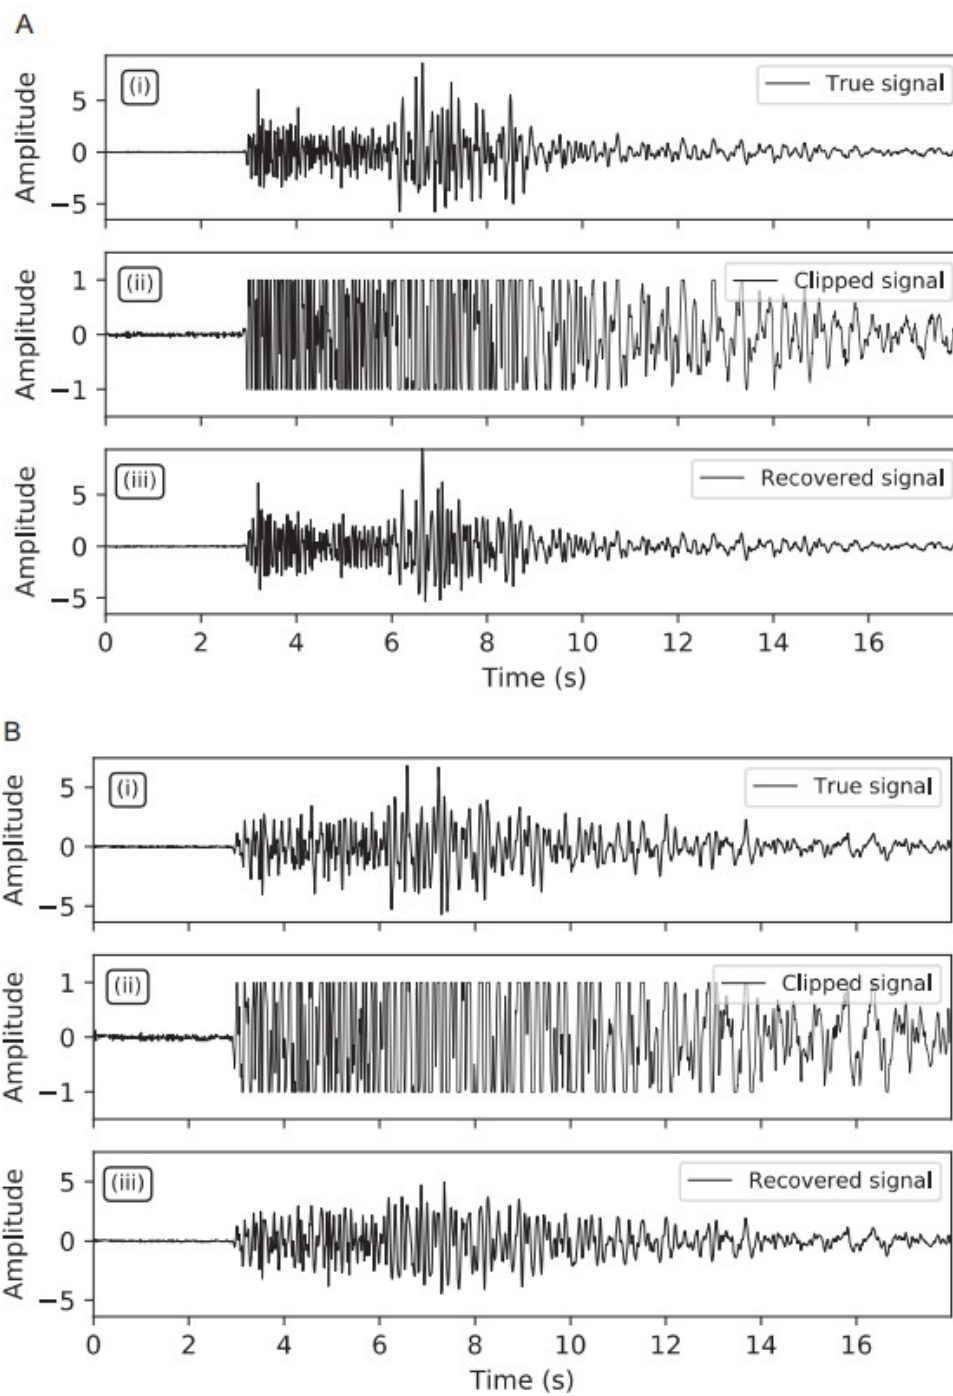 A
(i)
True signal
Amplitude
5
0
−5
(ii)
Clipped signal
Amplitude
1
0
−1
(iii)
Recovered signal
Amplitude
5
0
−5
0 2 4 6 8 10 12 14 16
Time (s)
B
(i)
True signal
Amplitude
5
0
−5
(ii)
Clipped signal
Amplitude
1
0
−1
(iii)
Recovered signal
Amplitude
5
0
−5
0 2 4 6 8 10 12 14 16
Time (s)